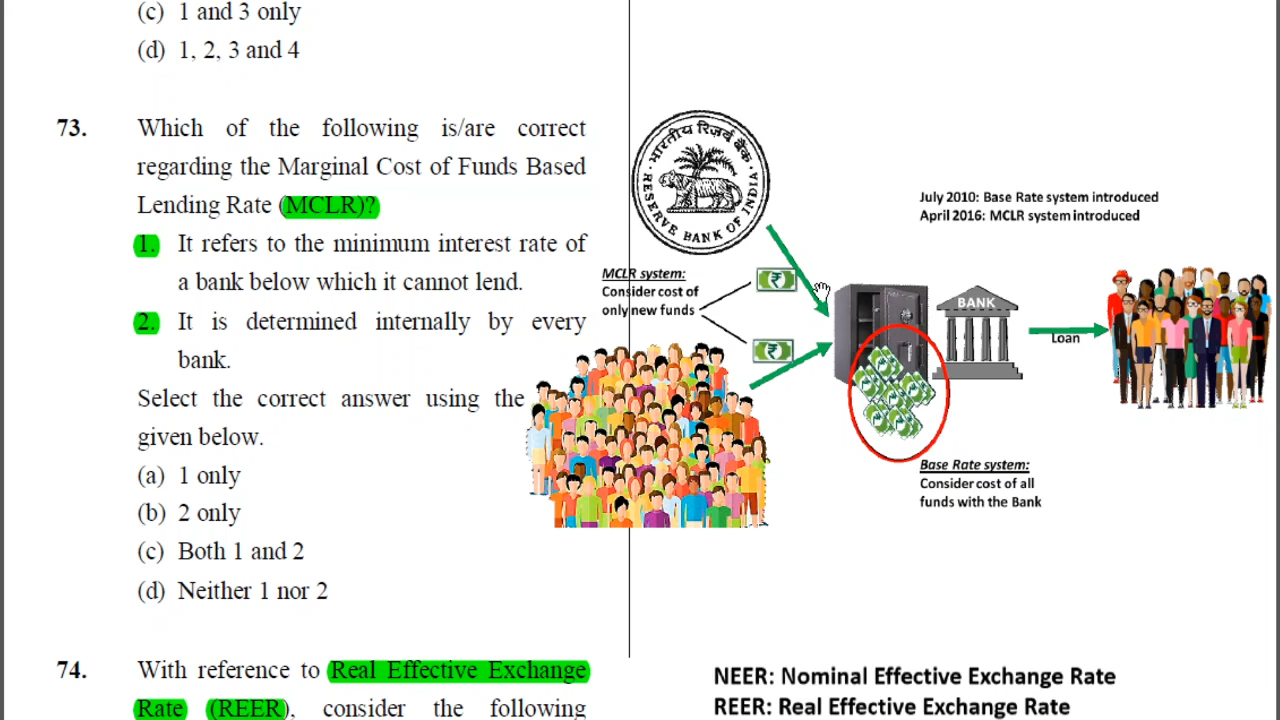 (c) 1 and 3 only
(d) 1, 2, 3 and 4
73. Which of the following is/are correct
regarding the Marginal Cost of Funds Based
Lending Rate (MCLR)?
1. It refers to the minimum interest rate of
a bank below which it cannot lend.
2. It is determined internally by every
bank.
Select the correct answer using the
given below.
(a) 1 only
(b) 2 only
(c) Both 1 and 2
(d) Neither 1 nor 2
74. With reference to Real Effective Exchange
Rate (REER), consider the following
भारतीय रिज़र्व बैंक
RESERVE BANK OF INDIA
July 2010: Base Rate system introduced
April 2016: MCLR system introduced
MCLR system:
Consider cost of
only new funds
₹
₹
BANK
Loan
Base Rate system:
Consider cost of all
funds with the Bank
NEER: Nominal Effective Exchange Rate
REER: Real Effective Exchange Rate